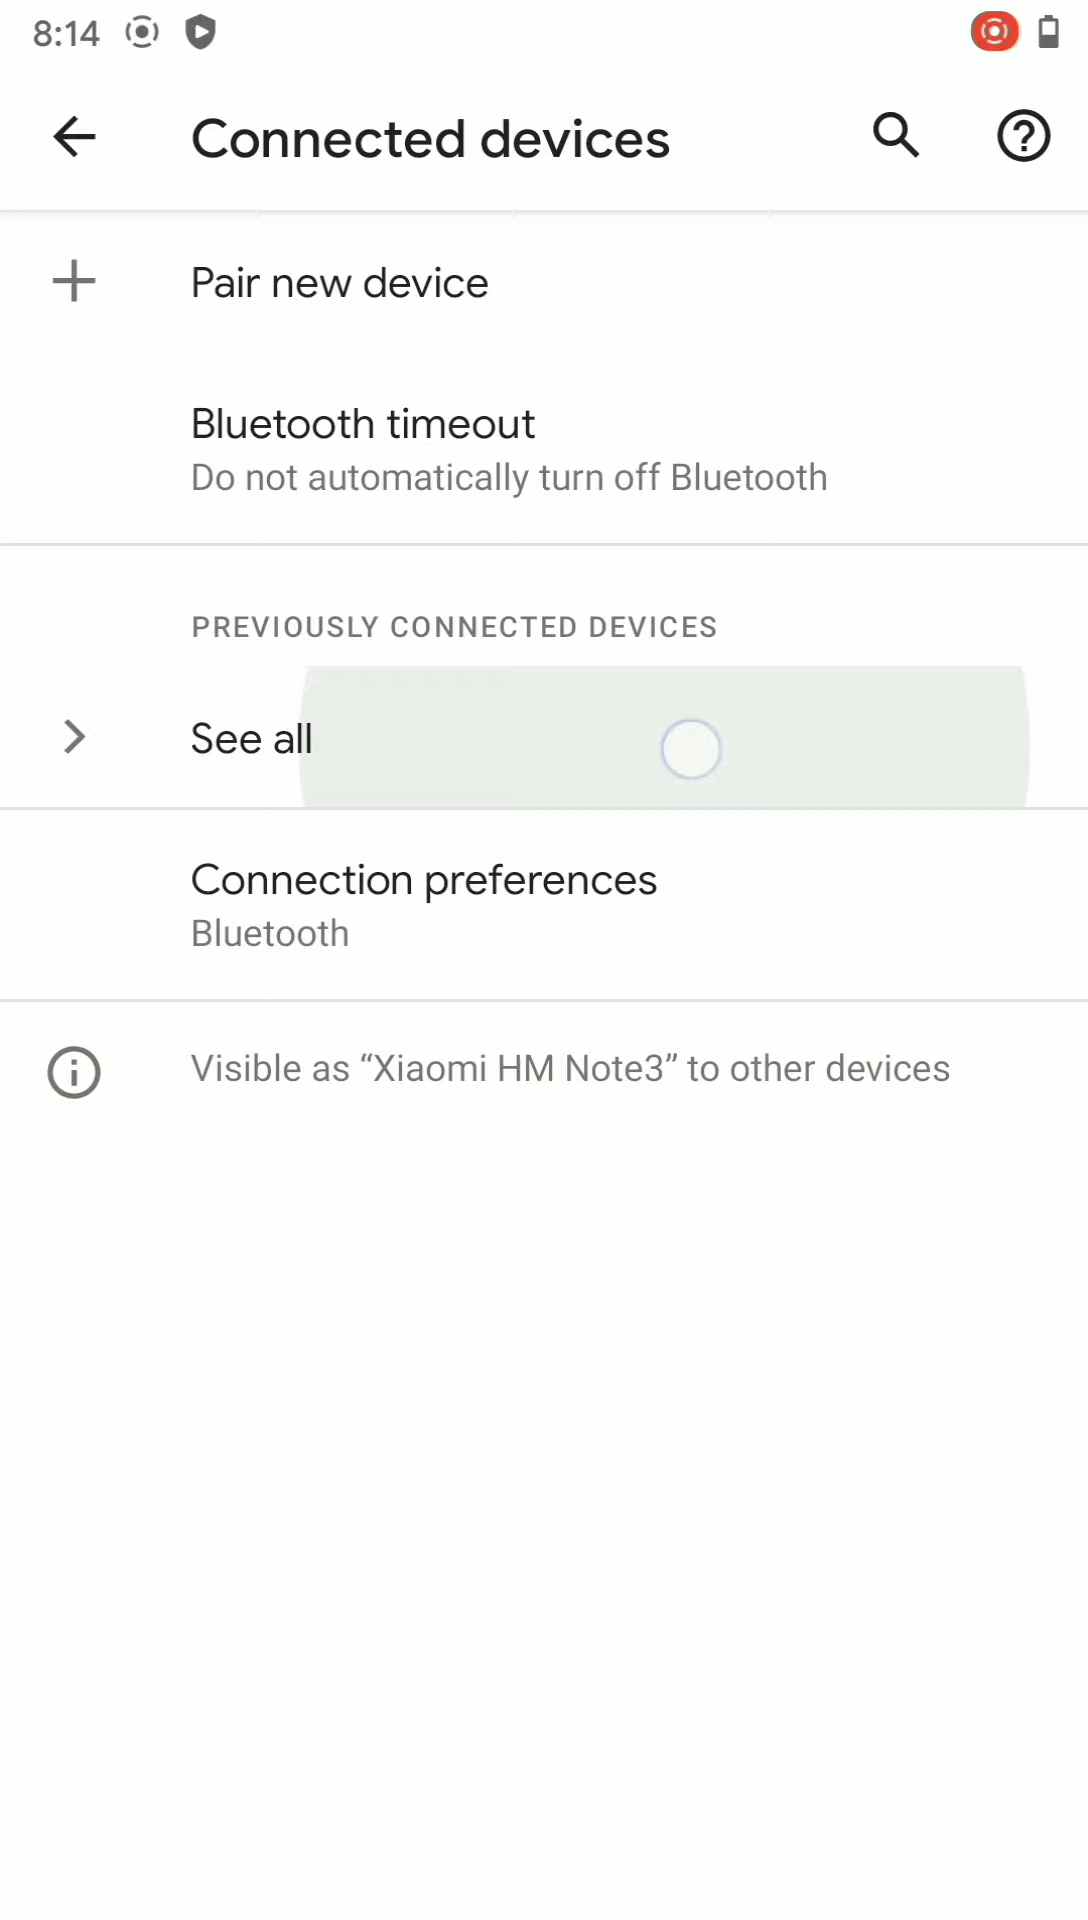 8:14
Connected devices
Pair new device
Bluetooth timeout
Do not automatically turn off Bluetooth
PREVIOUSLY CONNECTED DEVICES
See all
Connection preferences
Bluetooth
Visible as “Xiaomi HM Note3” to other devices